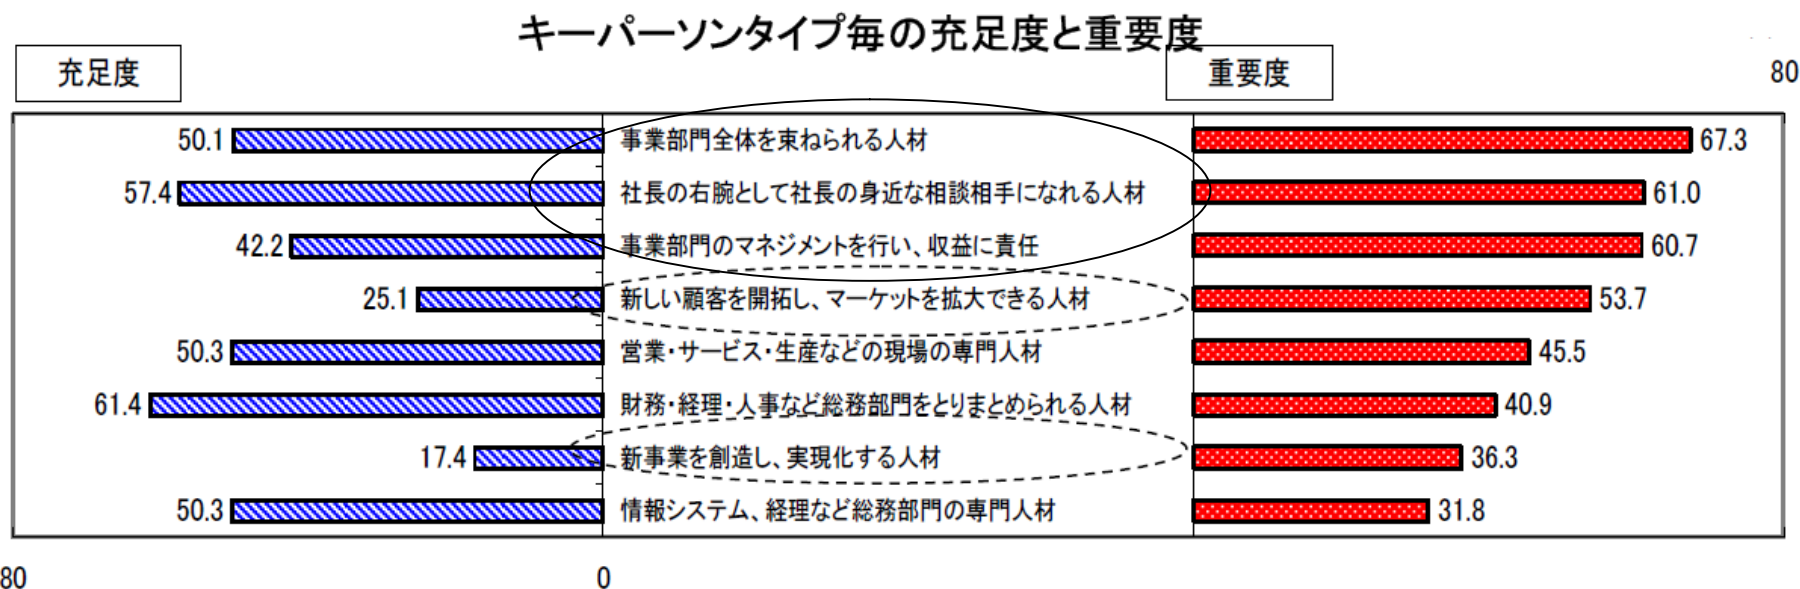 キーパーソンタイプ毎の充足度と重要度
充足度
重要度
80
50.1 事業部門全体を束ねられる人材 67.3
57.4 社長の右腕として社長の身近な相談相手になれる人材 61.0
42.2 事業部門のマネジメントを行い、収益に責任 60.7
25.1 新しい顧客を開拓し、マーケットを拡大できる人材 53.7
50.3 営業・サービス・生産などの現場の専門人材 45.5
61.4 財務・経理・人事など総務部門をとりまとめられる人材 40.9
17.4 新事業を創造し、実現化する人材 36.3
50.3 情報システム、経理など総務部門の専門人材 31.8
80 0